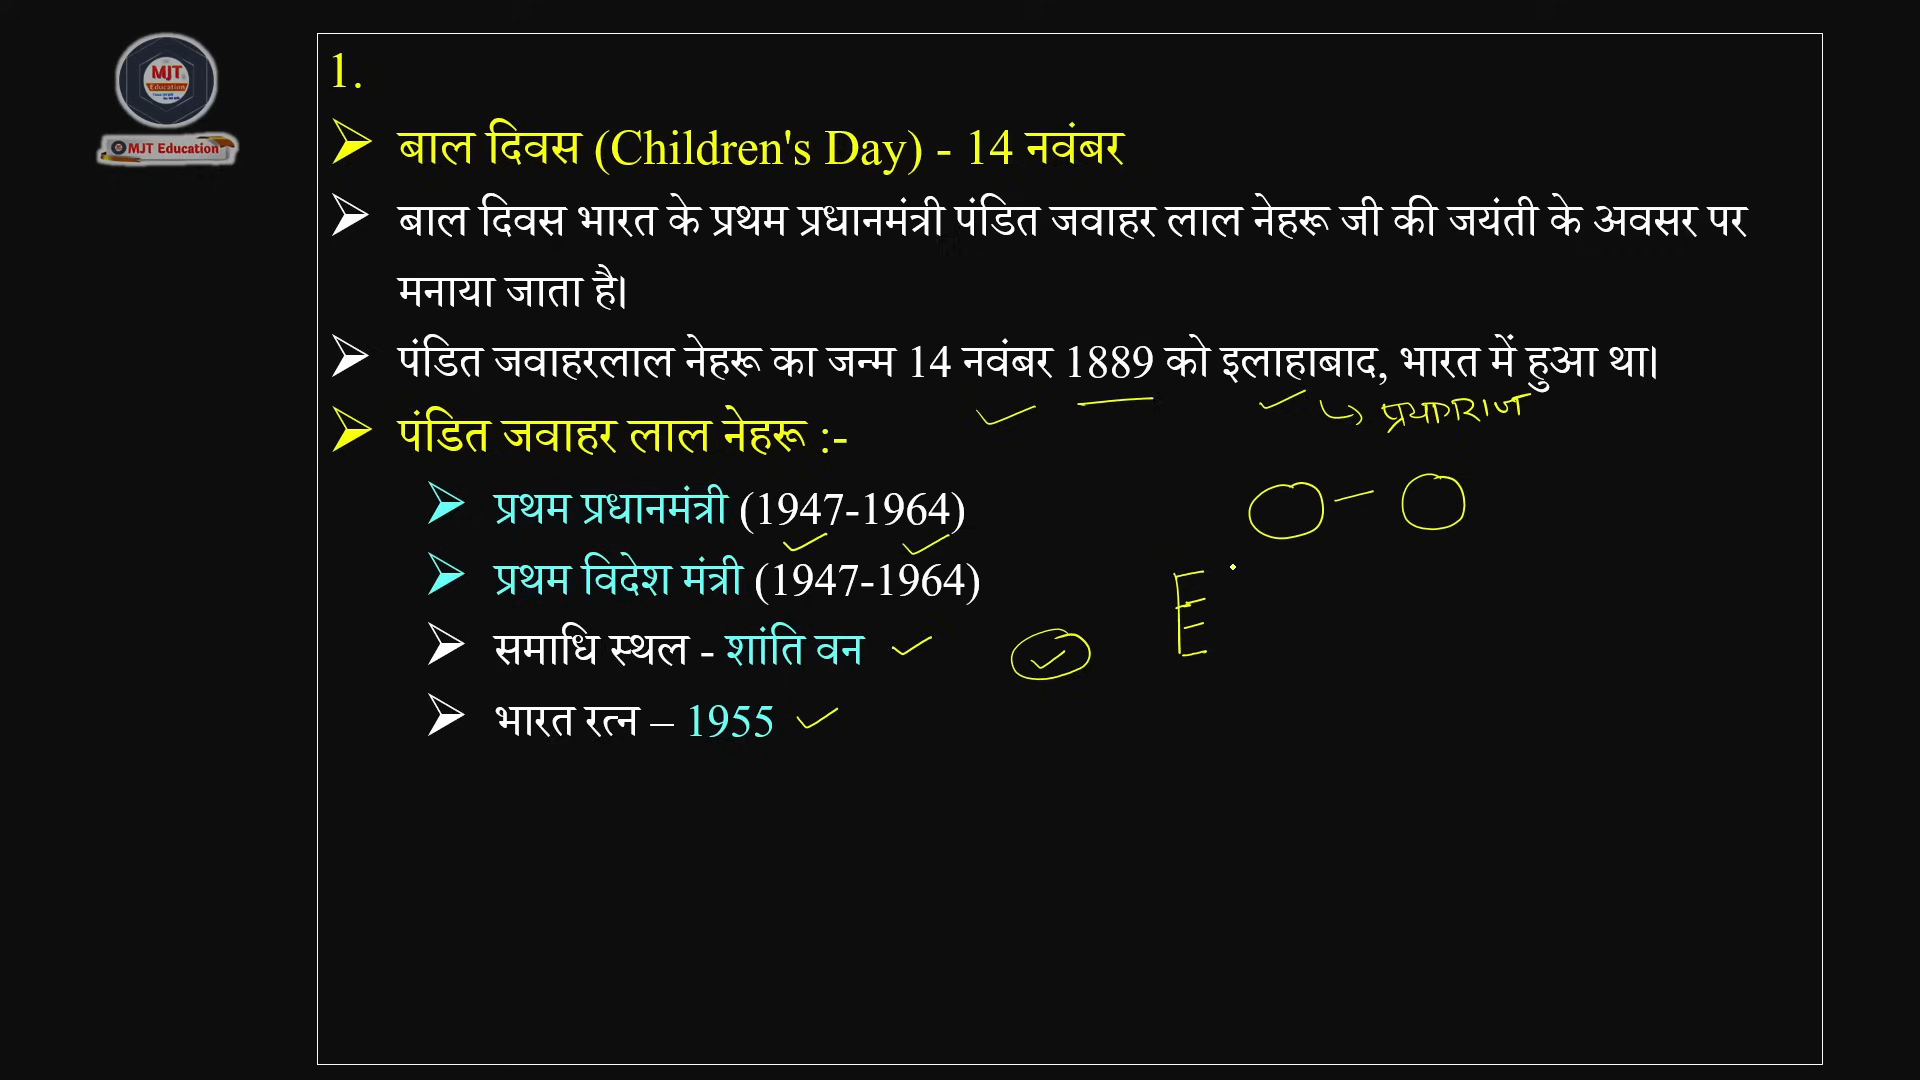 MJT
Education
MJT Education
1.
➤ बाल दिवस (Children's Day) - 14 नवंबर
➤ बाल दिवस भारत के प्रथम प्रधानमंत्री पंडित जवाहर लाल नेहरू जी की जयंती के अवसर पर
मनाया जाता है।
➤ पंडित जवाहरलाल नेहरू का जन्म 14 नवंबर 1889 को इलाहाबाद, भारत में हुआ था।
प्रयागराज
➤ पंडित जवाहर लाल नेहरू :-
➤ प्रथम प्रधानमंत्री (1947-1964)
➤ प्रथम विदेश मंत्री (1947-1964)
E
➤ समाधि स्थल - शांति वन
➤ भारत रत्न – 1955